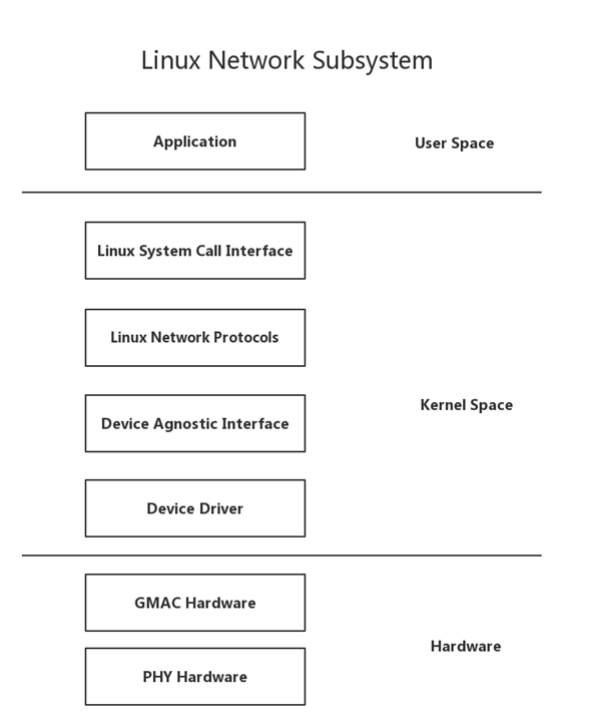 Linux Network Subsystem
Application
User Space
Linux System Call Interface
Linux Network Protocols
Device Agnostic Interface
Kernel Space
Device Driver
GMAC Hardware
Hardware
PHY Hardware